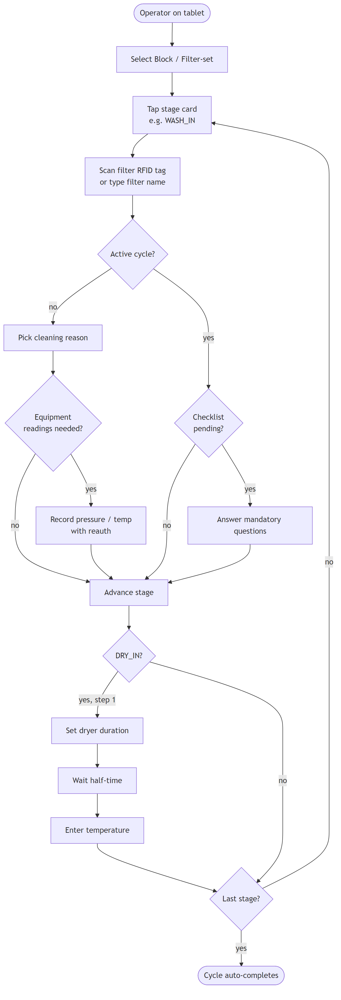 Operator on tablet
Select Block / Filter-set
Tap stage card
e.g. WASH_IN
Scan filter RFID tag
or type filter name
Active cycle?
no
Pick cleaning reason
yes
Equipment
readings needed?
Checklist
pending?
yes
yes
Record pressure / temp
with reauth
Answer mandatory
questions
no
no
no
Advance stage
DRY_IN?
yes, step 1
Set dryer duration
Wait half-time
no
Enter temperature
Last stage?
yes
Cycle auto-completes